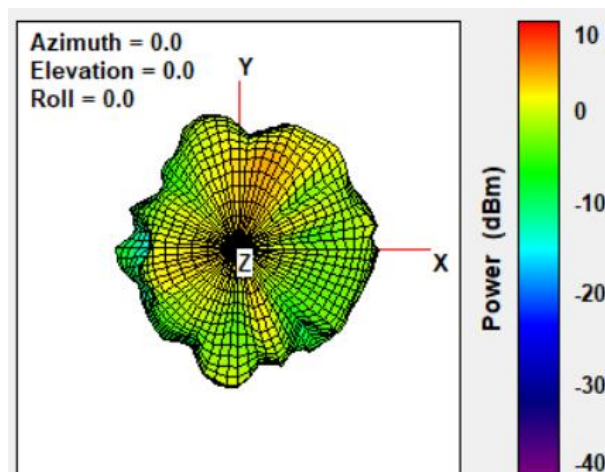 Azimuth = 0.0
Elevation = 0.0
Roll = 0.0
Y
X
Z
Power (dBm)
10
0
-10
-20
-30
-40